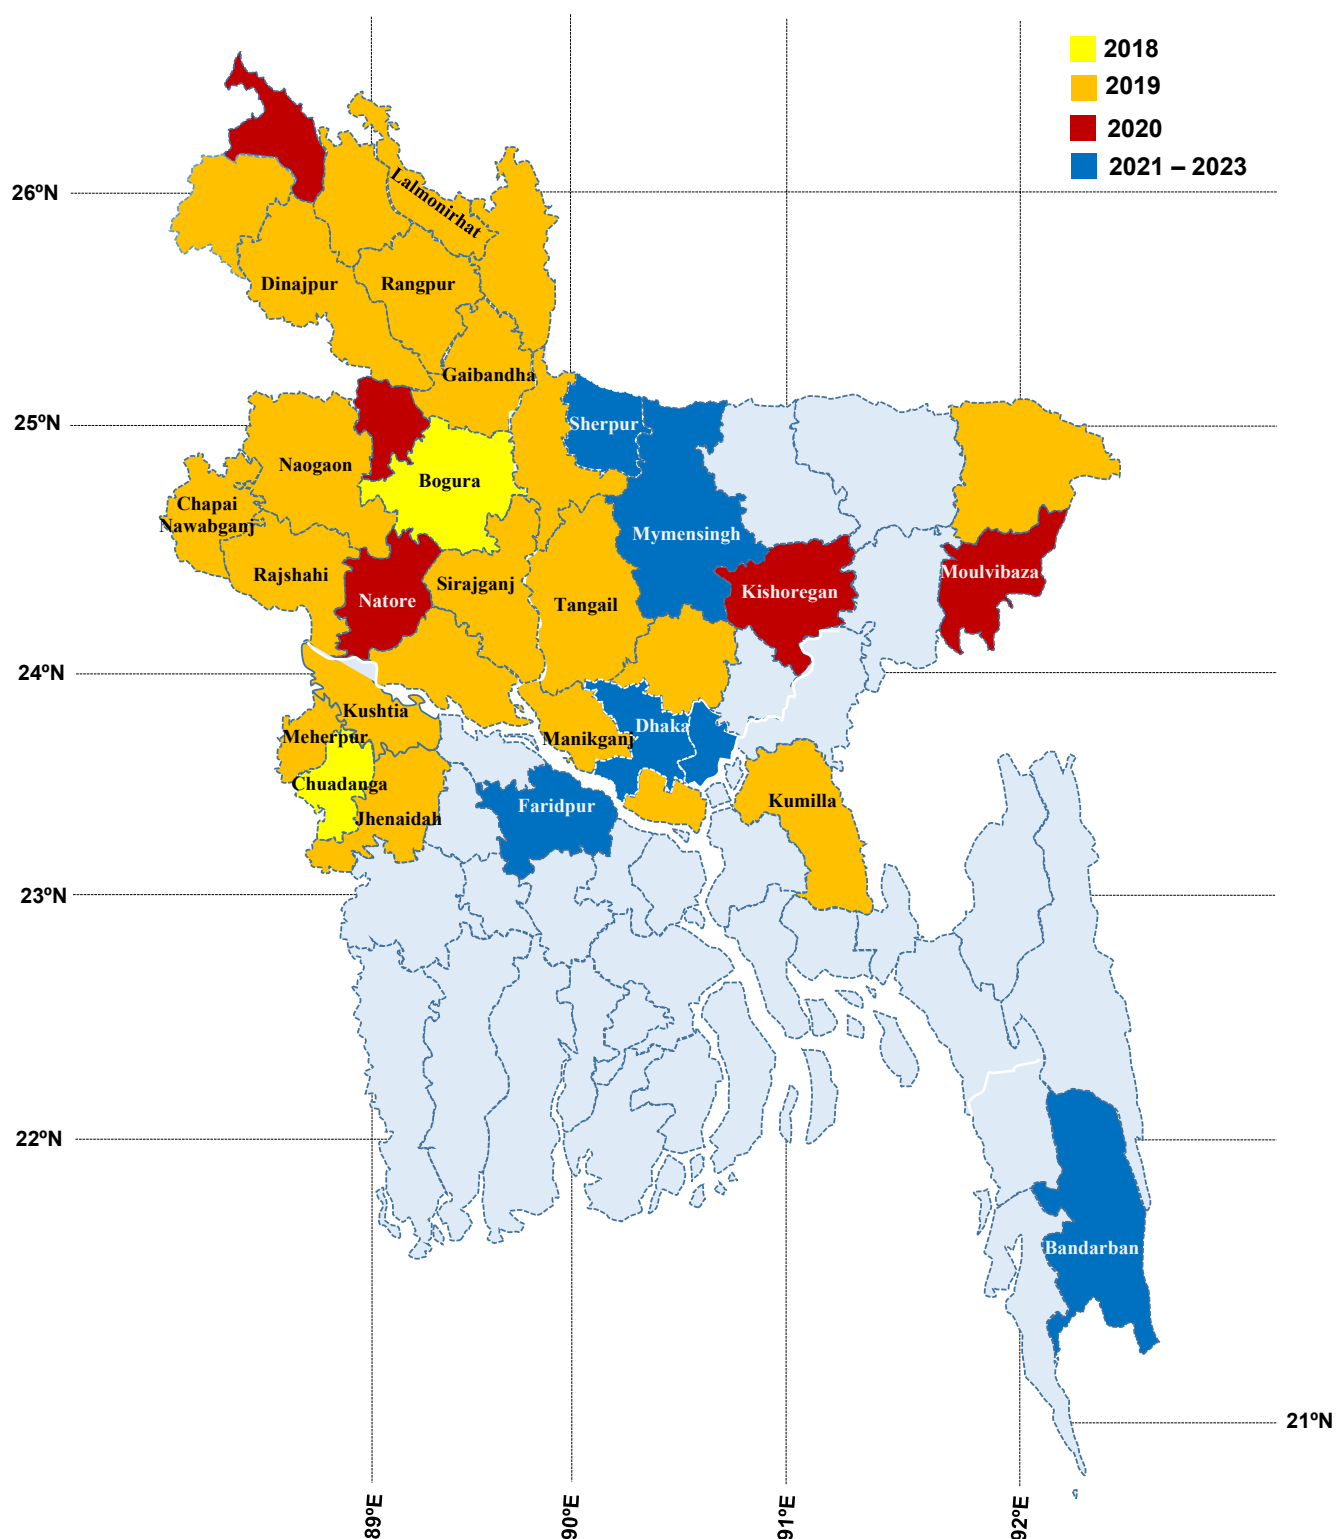 2018
2019
2020
2021 – 2023
26ºN
Lalmonirhat
Dinajpur
Rangpur
Gaibandha
25ºN
Sherpur
Naogaon
Bogura
Chapai
Nawabganj
Mymensingh
Rajshahi
Sirajganj
Moulvibaza
Natore
Tangail
Kishoregan
24ºN
Kushtia
Meherpur
Manikganj
Dhaka
Chuadanga
Jhenaidah
Faridpur
Kumilla
23ºN
22ºN
Bandarban
21ºN
89ºE
90ºE
91ºE
92ºE